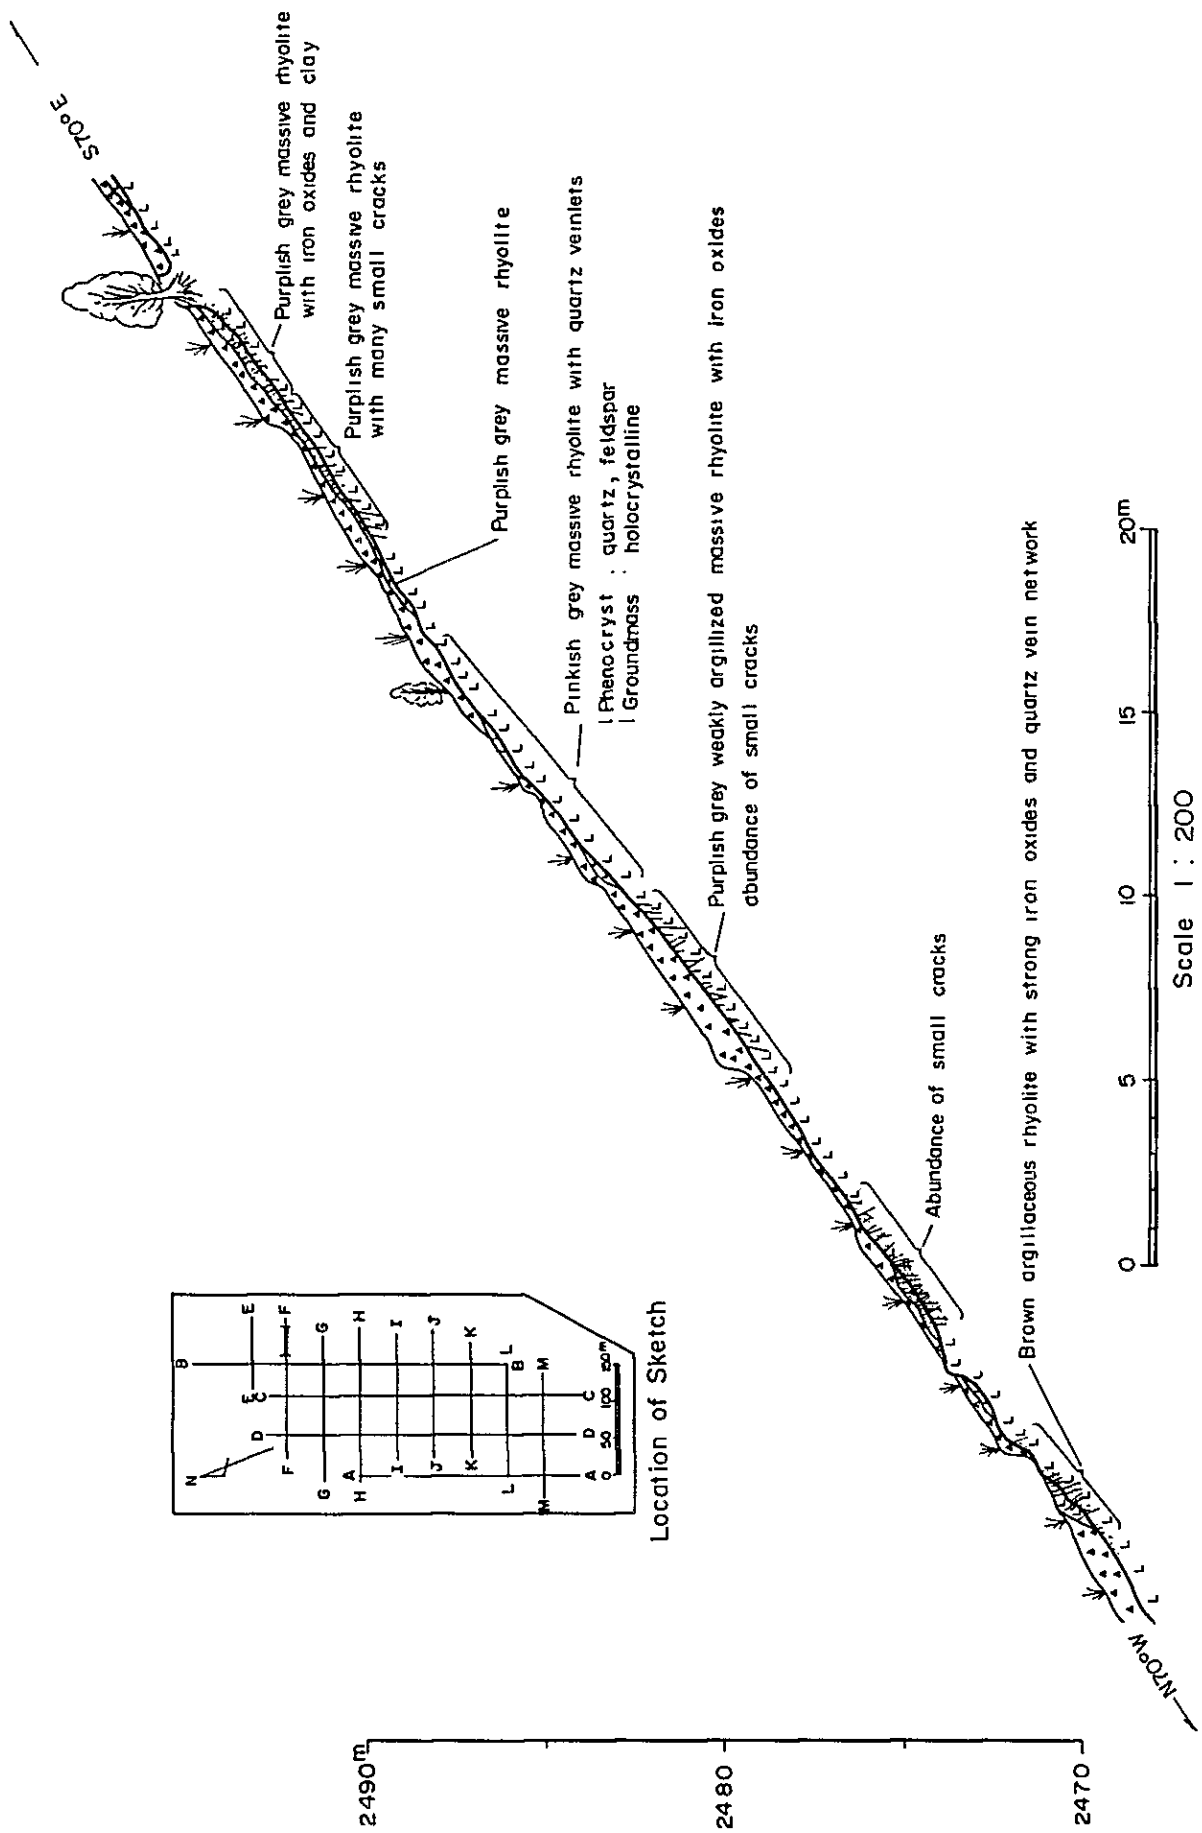 S70°E
Purplish grey massive rhyolite
with iron oxides and clay
Purplish grey massive rhyolite
with many small cracks
Purplish grey massive rhyolite
Pinkish grey massive rhyolite with quartz veinlets
Phenocryst : quartz, feldspar
Groundmass : holocrystalline
Purplish grey weakly argillized massive rhyolite with iron oxides
abundance of small cracks
Abundance of small cracks
Brown argillaceous rhyolite with strong iron oxides and quartz vein network
N70°W
2490m
2480
2470
0 5 10 15 20m
Scale 1 : 200
N
B
E E
D C
F F
G G
A
H H
I I
J J
K K
L L
B
M M
A D C
0 50 100 150m
Location of Sketch